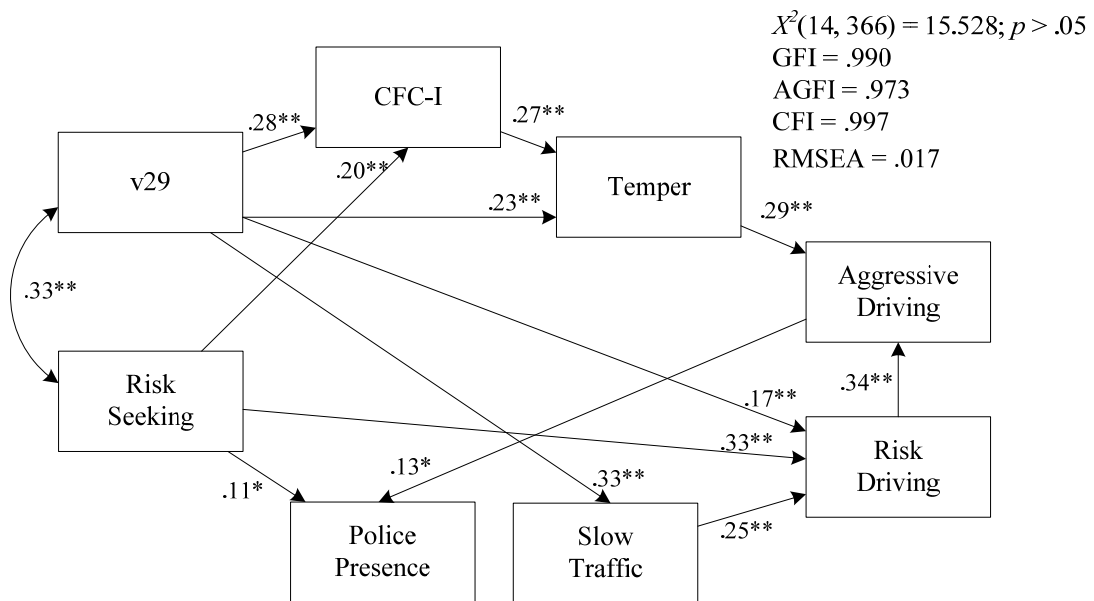 X²(14, 366) = 15.528; p > .05
GFI = .990
AGFI = .973
CFI = .997
RMSEA = .017
CFC-I
.28**
.27**
v29
.20**
Temper
.23**
.29**
Aggressive
Driving
.33**
Risk
Seeking
.17**
.34**
.33**
Risk
Driving
.13*
.11*
.33**
.25**
Police
Presence
Slow
Traffic